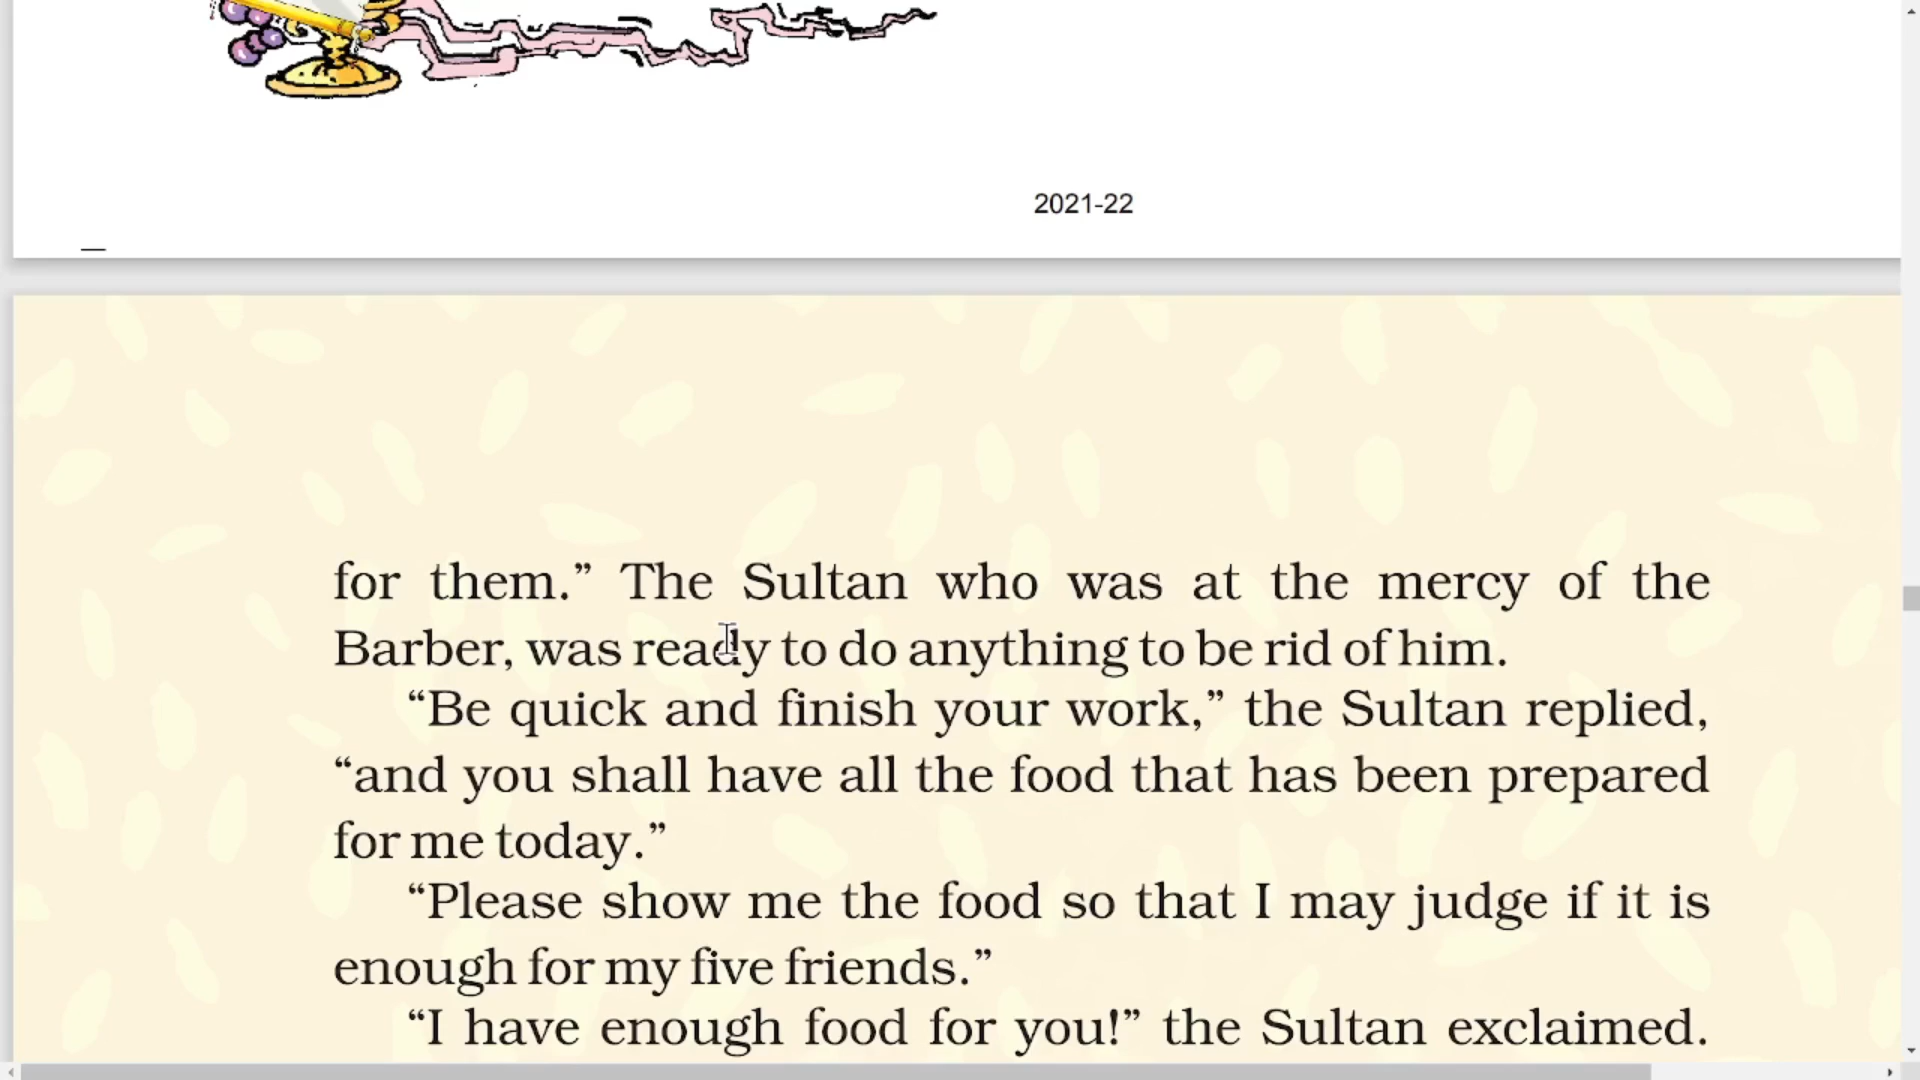 2021-22
for them.” The Sultan who was at the mercy of the
Barber, was ready to do anything to be rid of him.
“Be quick and finish your work,” the Sultan replied,
“and you shall have all the food that has been prepared
for me today.”
“Please show me the food so that I may judge if it is
enough for my five friends.”
“I have enough food for you!” the Sultan exclaimed.